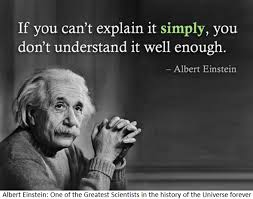 If you can't explain it simply, you
don't understand it well enough.
– Albert Einstein
Albert Einstein: One of the Greatest Scientists in the history of the Universe forever